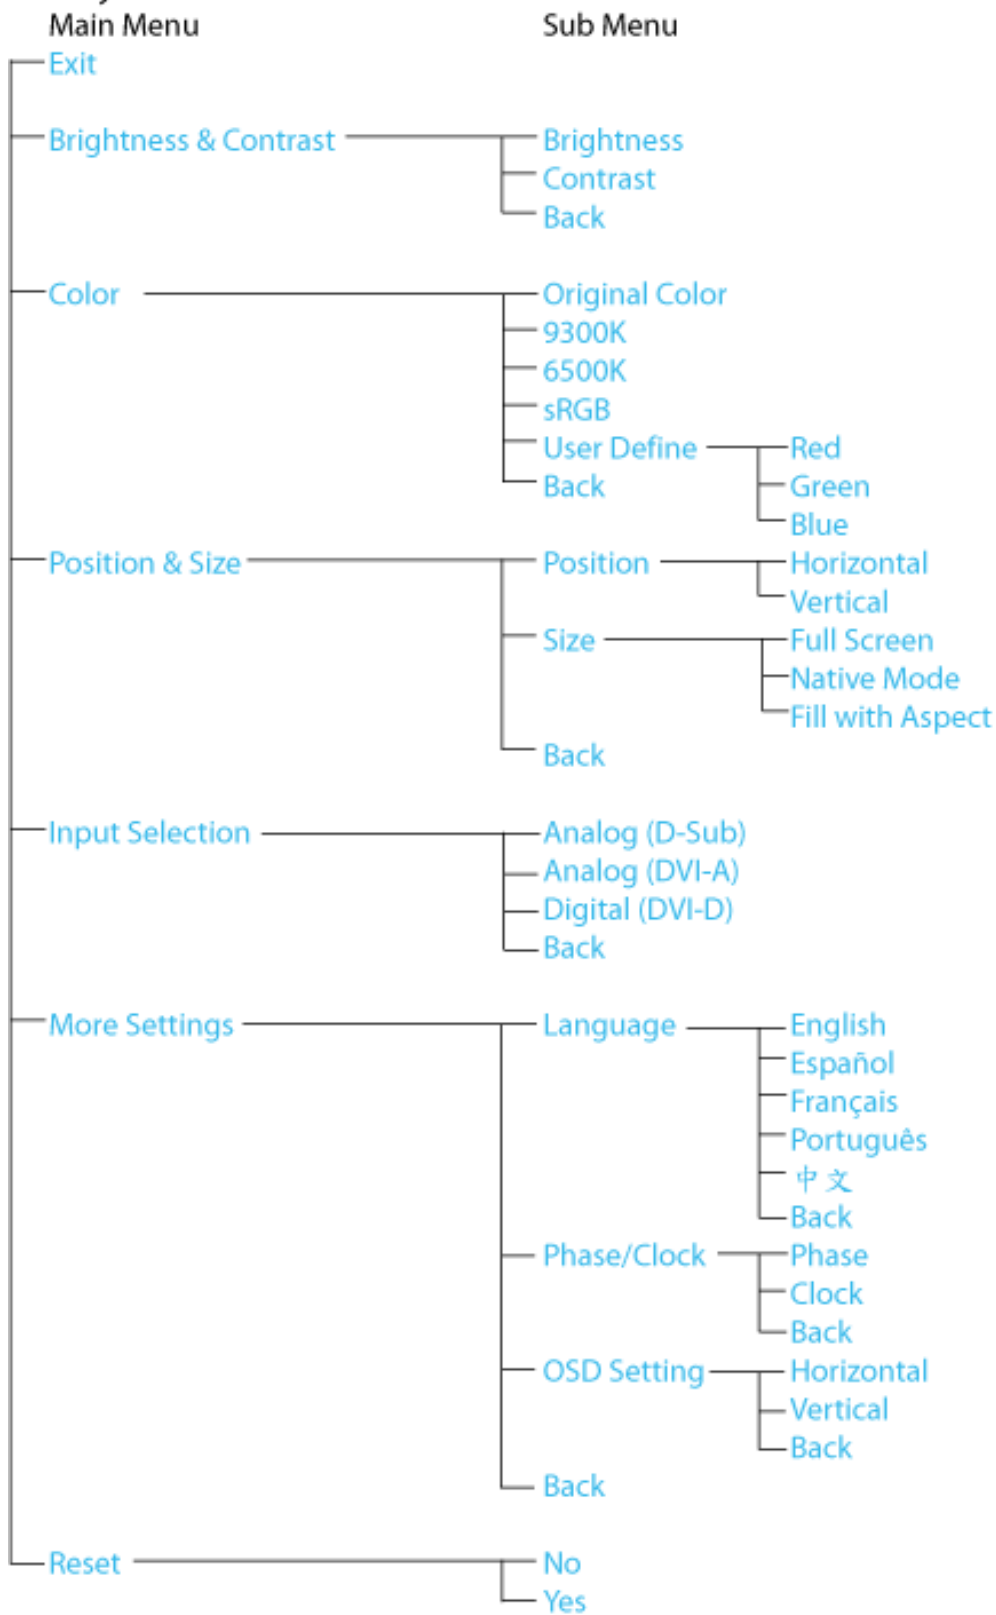 Main Menu Sub Menu
Exit
Brightness & Contrast Brightness
Contrast
Back
Color Original Color
9300K
6500K
sRGB
User Define Red
Back Green
Blue
Position & Size Position Horizontal
Vertical
Size Full Screen
Native Mode
Fill with Aspect
Back
Input Selection Analog (D-Sub)
Analog (DVI-A)
Digital (DVI-D)
Back
More Settings Language English
Español
Français
Português
中文
Back
Phase/Clock Phase
Clock
Back
OSD Setting Horizontal
Vertical
Back
Back
Reset No
Yes